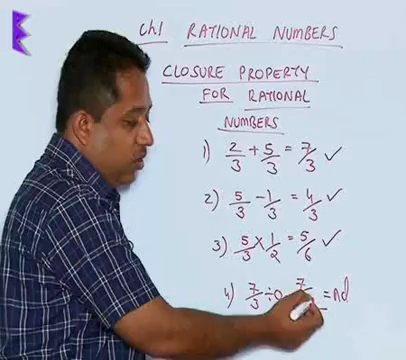 Ch1 RATIONAL NUMBERS
CLOSURE PROPERTY
FOR RATIONAL
NUMBERS
1) 2/3 + 5/3 = 7/3 ✓
2) 5/3 - 1/3 = 4/3 ✓
3) 5/3 × 1/2 = 5/6 ✓
4) 7/3 ÷ 0 7 = nd